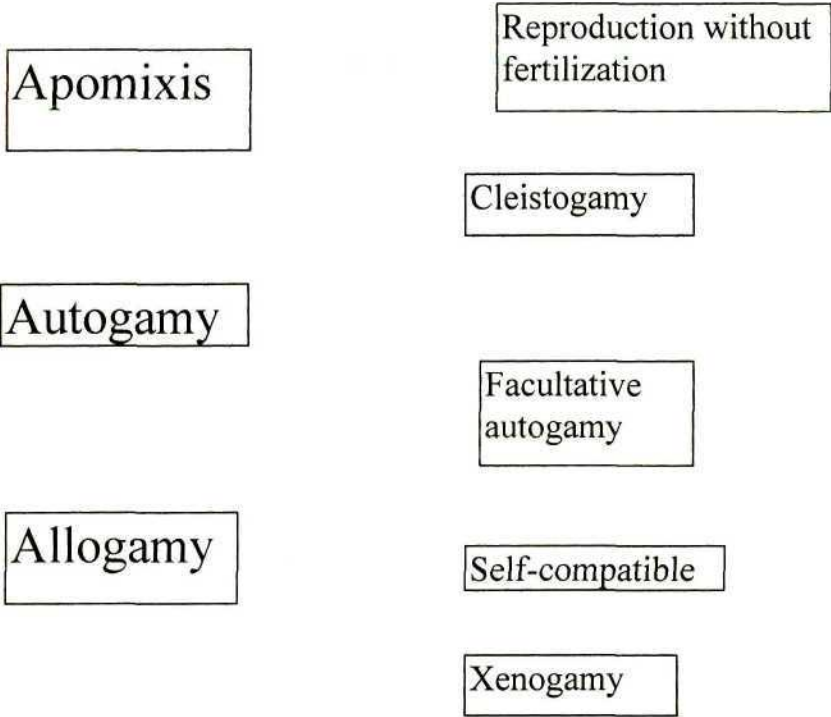 Apomixis
Reproduction without
fertilization
Cleistogamy
Autogamy
Facultative
autogamy
Allogamy
Self-compatible
Xenogamy